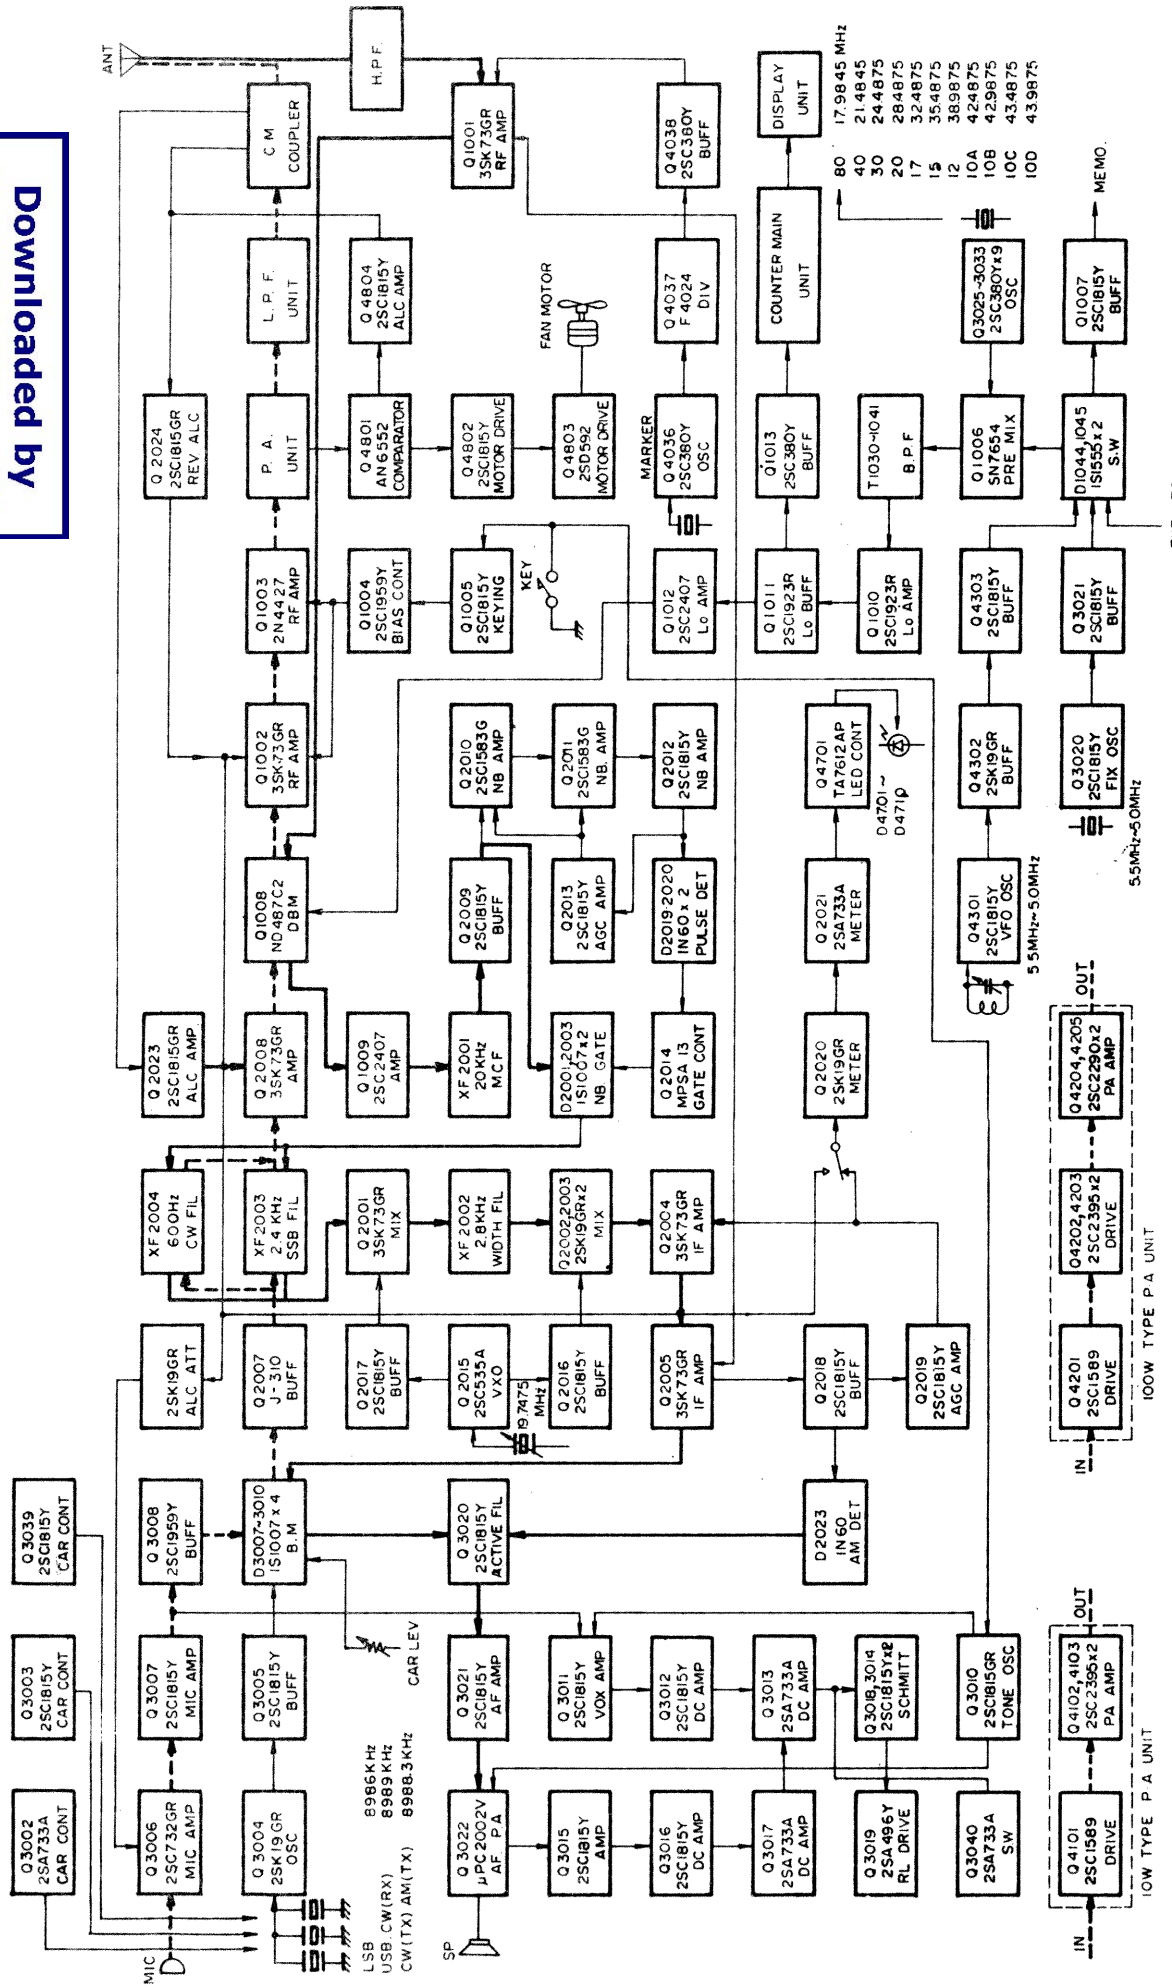 Downloaded by
ANT
H.P.F.
CM
COUPLER
Q1001
3SK73GR
RF AMP
Q4038
2SC380Y
BUFF
DISPLAY
UNIT
80 17.9845 MHz
40 21.4845
30 24.4875
20 28.4875
17 32.4875
15 35.4875
12 38.9875
10A 42.4875
10B 42.9875
10C 43.4875
10D 43.9875
L.P.F.
UNIT
Q4804
2SC1815Y
ALC AMP
FAN MOTOR
Q4037
F4024
DIV
COUNTER MAIN
UNIT
Q3025~3033
2SC380Y×9
OSC
Q1007
2SC1815Y
BUFF
MEMO.
Q2024
2SC1815GR
REV ALC
P. A.
UNIT
Q4801
AN6552
COMPARATOR
Q4802
2SC1815Y
MOTOR DRIVE
Q4803
2SD592
MOTOR DRIVE
MARKER
Q4036
2SC380Y
OSC
Q1013
2SC380Y
BUFF
T1030~1041
B.P.F
Q1006
SN7654
PRE MIX
D1044,1045
1S1555×2
S.W
Q1003
2N4427
RF AMP
Q1004
2SC1959Y
BIAS CONT
Q1005
2SC1815Y
KEYING
KEY
Q1012
2SC2407
Lo AMP
Q1011
2SC1923R
Lo BUFF
Q1010
2SC1923R
Lo AMP
Q4303
2SC1815Y
BUFF
Q3021
2SC1815Y
BUFF
Q1002
3SK73GR
RF AMP
Q2010
2SC1583G
NB AMP
Q2011
2SC1583G
NB. AMP
Q2012
2SC1815Y
NB AMP
Q4701
TA7612AP
LED CONT
D4701~
D4710
Q4302
2SK19GR
BUFF
Q3020
2SC1815Y
FIX OSC
5.5MHz~5.0MHz
Q1008
ND487C2
DBM
Q2009
2SC1815Y
BUFF
Q2013
2SC1815Y
AGC AMP
D2019·2020
1N60×2
PULSE DET
Q2021
2SA733A
METER
Q4301
2SC1815Y
VFO OSC
5.5MHz~5.0MHz
Q2023
2SC1815GR
ALC AMP
Q2008
3SK73GR
AMP
Q1009
2SC2407
AMP
XF2001
20KHz
MCF
D2001,2003
1S1007×2
NB GATE
Q2014
MPSA 13
GATE CONT
Q2020
2SK19GR
METER
Q4204,4205
2SC2290×2
PA AMP
OUT
XF2004
600Hz
CW FIL
XF2003
2.4 KHz
SSB FIL
Q2001
3SK73GR
MIX
XF2002
2.8KHz
WIDTH FIL
Q2002,2003
2SK19GR×2
MIX
Q2004
3SK73GR
IF AMP
Q4202,4203
2SC2395×2
DRIVE
2SK19GR
ALC ATT
Q2007
J-310
BUFF
Q2017
2SC1815Y
BUFF
Q2015
2SC535A
VXO
19.7475
MHz
Q2016
2SC1815Y
BUFF
Q2005
3SK73GR
IF AMP
Q2018
2SC1815Y
BUFF
Q2019
2SC1815Y
AGC AMP
Q4201
2SC1589
DRIVE
IN
100W TYPE P.A UNIT
Q3039
2SC1815Y
CAR CONT
Q3008
2SC1959Y
BUFF
D3007~3010
1S1007×4
B.M
Q3020
2SC1815Y
ACTIVE FIL
D2023
1N60
AM DET
CAR LEV
Q3003
2SC1815Y
CAR CONT
Q3007
2SC1815Y
MIC AMP
Q3005
2SC1815Y
BUFF
Q3021
2SC1815Y
AF AMP
Q3011
2SC1815Y
VOX AMP
Q3012
2SC1815Y
DC AMP
Q3013
2SA733A
DC AMP
Q3018,3014
2SC1815Y×2
SCHMITT
Q3010
2SC1815GR
TONE OSC
Q4102,4103
2SC2395×2
PA AMP
OUT
Q3002
2SA733A
CAR CONT
Q3006
2SC732GR
MIC AMP
Q3004
2SK19GR
OSC
LSB 8986KHz
USB.CW(RX) 8989KHz
CW(TX) AM(TX) 8988.3KHz
Q3022
μPC2002V
AF. P.A
Q3015
2SC1815Y
AMP
Q3016
2SC1815Y
DC AMP
Q3017
2SA733A
DC AMP
Q3019
2SA496Y
RL DRIVE
Q3040
2SA733A
S.W
Q4101
2SC1589
DRIVE
IN
10W TYPE P.A UNIT
MIC
SP